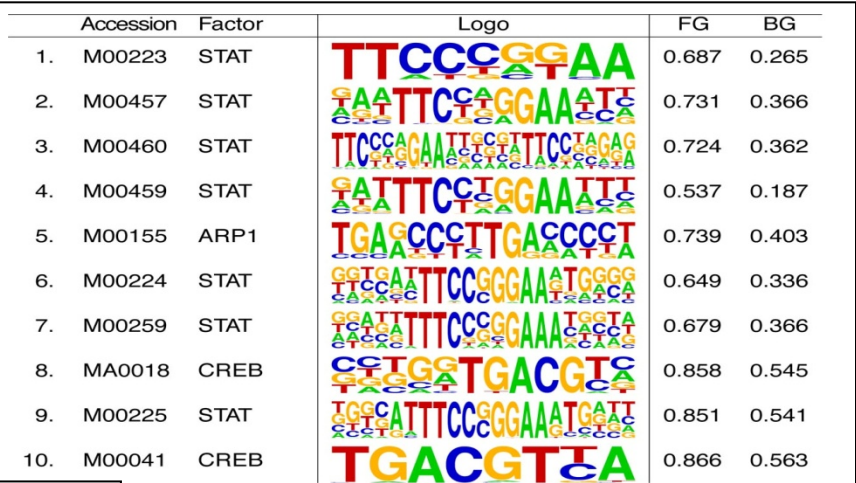 Accession Factor Logo FG BG
1. M00223 STAT 0.687 0.265
2. M00457 STAT 0.731 0.366
3. M00460 STAT 0.724 0.362
4. M00459 STAT 0.537 0.187
5. M00155 ARP1 0.739 0.403
6. M00224 STAT 0.649 0.336
7. M00259 STAT 0.679 0.366
8. MA0018 CREB 0.858 0.545
9. M00225 STAT 0.851 0.541
10. M00041 CREB TGACGT 0.866 0.563